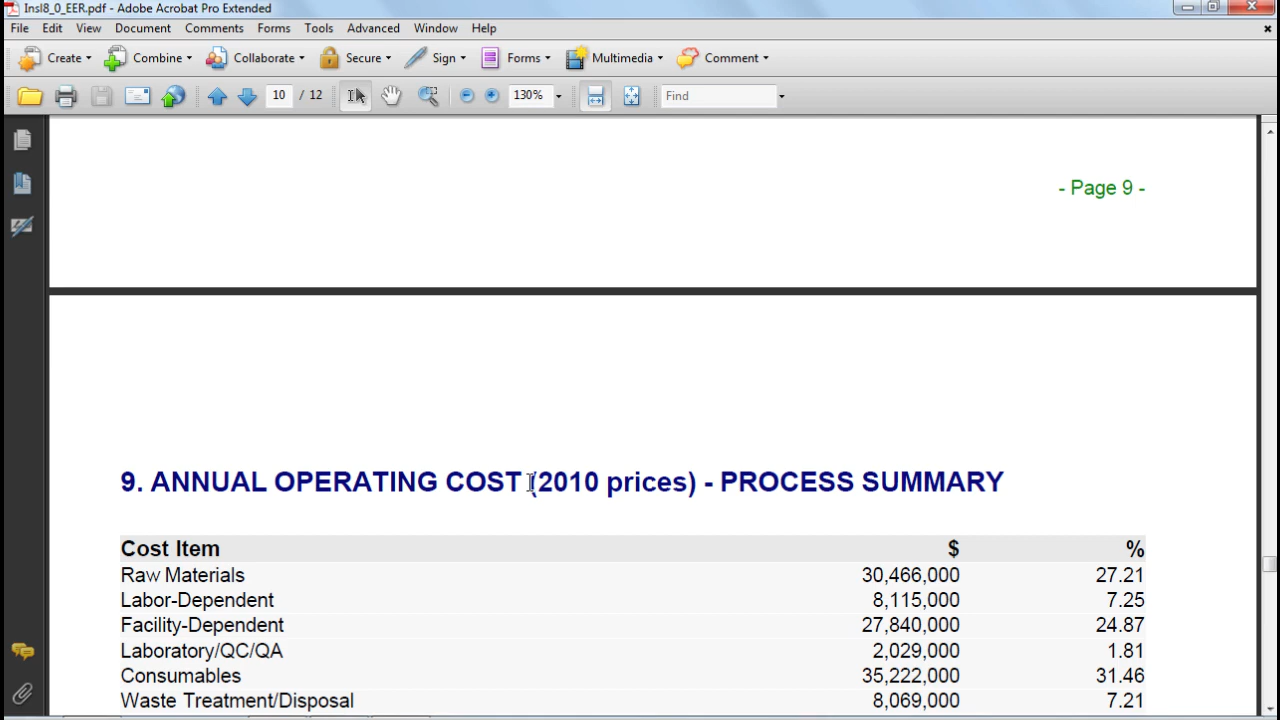 Insl8_0_EER.pdf - Adobe Acrobat Pro Extended
File Edit View Document Comments Forms Tools Advanced Window Help
Create Combine Collaborate Secure Sign Forms Multimedia Comment
10 / 12 130% Find
- Page 9 -
9. ANNUAL OPERATING COST (2010 prices) - PROCESS SUMMARY
Cost Item $ %
Raw Materials 30,466,000 27.21
Labor-Dependent 8,115,000 7.25
Facility-Dependent 27,840,000 24.87
Laboratory/QC/QA 2,029,000 1.81
Consumables 35,222,000 31.46
Waste Treatment/Disposal 8,069,000 7.21